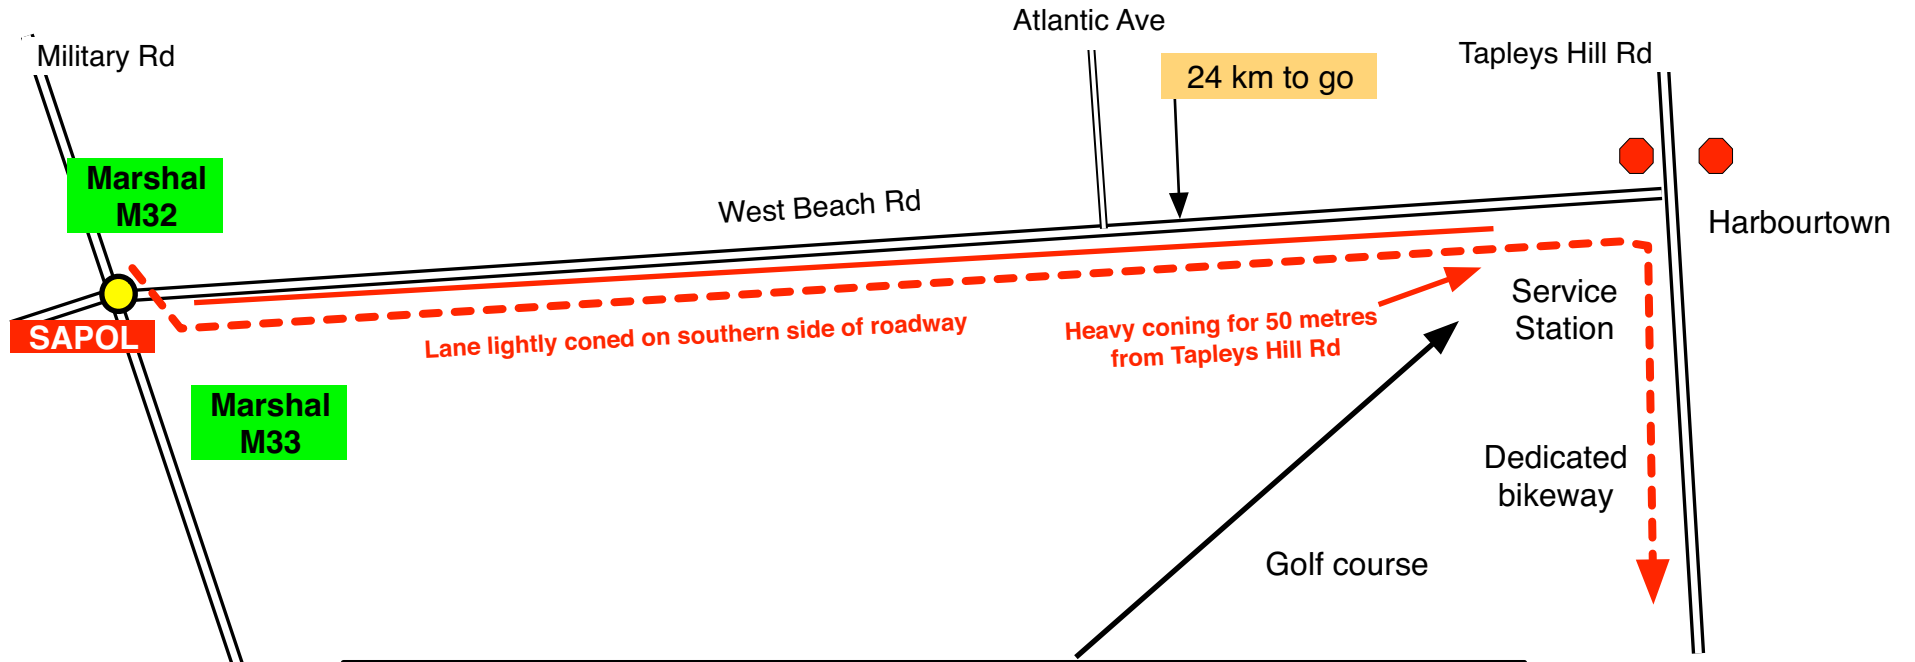 Atlantic Ave
Military Rd
Tapleys Hill Rd
24 km to go
Marshal
M32
West Beach Rd
Harbourtown
SAPOL
Lane lightly coned on southern side of roadway
Heavy coning for 50 metres
from Tapleys Hill Rd
Service
Station
Marshal
M33
Dedicated
bikeway
Golf course